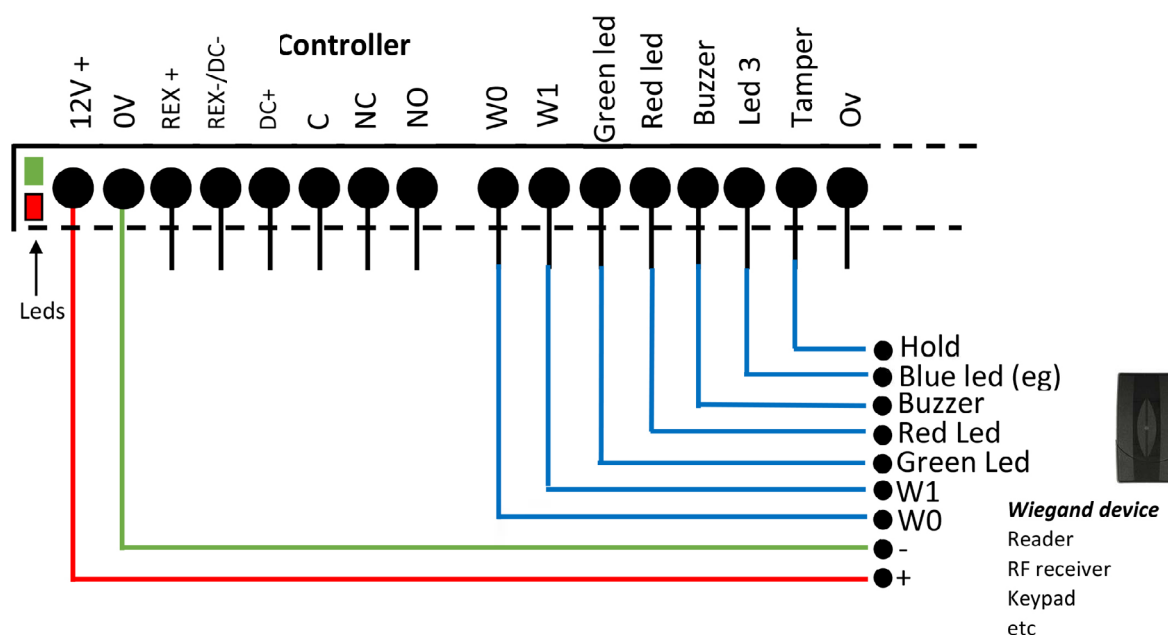 Controller
12V +
0V
REX +
REX-/DC-
DC+
C
NC
NO
W0
W1
Green led
Red led
Buzzer
Led 3
Tamper
Ov
Leds
Hold
Blue led (eg)
Buzzer
Red Led
Green Led
W1
W0
-
+
Wiegand device
Reader
RF receiver
Keypad
etc